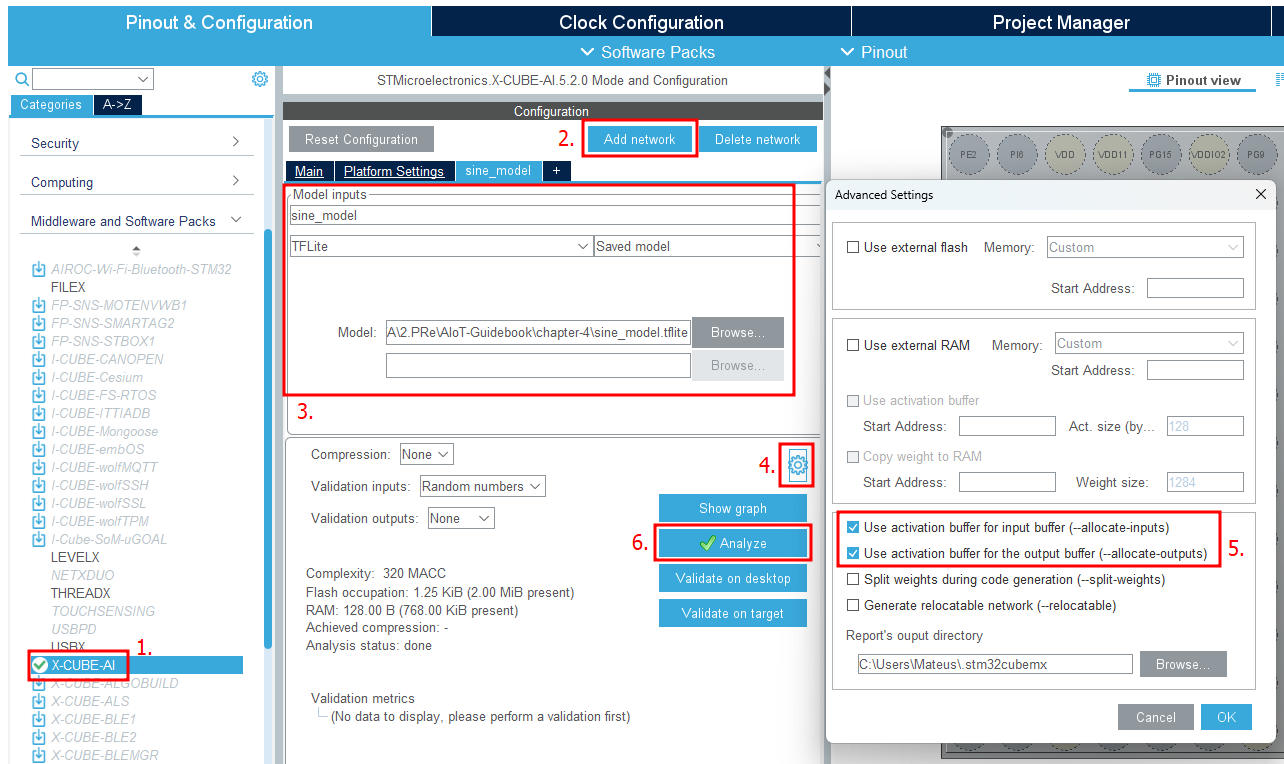 Pinout & Configuration
Clock Configuration
Project Manager
Software Packs
Pinout
STMicroelectronics.X-CUBE-AI.5.2.0 Mode and Configuration
Pinout view
Categories
A->Z
Configuration
Security
Computing
Middleware and Software Packs
AIROC-Wi-Fi-Bluetooth-STM32
FILEX
FP-SNS-MOTENVWB1
FP-SNS-SMARTAG2
FP-SNS-STBOX1
I-CUBE-CANOPEN
I-CUBE-Cesium
I-CUBE-FS-RTOS
I-CUBE-ITTIADB
I-CUBE-Mongoose
I-CUBE-embOS
I-CUBE-wolfMQTT
I-CUBE-wolfSSH
I-CUBE-wolfSSL
I-CUBE-wolfTPM
I-Cube-SoM-uGOAL
LEVELX
NETXDUO
THREADX
TOUCHSENSING
USBPD
USBX
1.
X-CUBE-AI
X-CUBE-ALGOBUILD
X-CUBE-ALS
X-CUBE-BLE1
X-CUBE-BLE2
X-CUBE-BLEMGR
Reset Configuration
2.
Add network
Delete network
Main
Platform Settings
sine_model
+
Model inputs
sine_model
TFLite
Saved model
Model:
A\2.PRe\AIoT-Guidebook\chapter-4\sine_model.tflite
Browse...
Browse...
3.
Compression:
None
4.
Validation inputs:
Random numbers
Validation outputs:
None
Show graph
6.
Analyze
Validate on desktop
Validate on target
Complexity: 320 MACC
Flash occupation: 1.25 KiB (2.00 MiB present)
RAM: 128.00 B (768.00 KiB present)
Achieved compression: -
Analysis status: done
Validation metrics
(No data to display, please perform a validation first)
PE2
PI6
VDD
VDD11
PG15
VDDIO2
PG9
Advanced Settings
Use external flash
Memory:
Custom
Start Address:
Use external RAM
Memory:
Custom
Start Address:
Use activation buffer
Start Address:
Act. size (by...
128
Copy weight to RAM
Start Address:
Weight size:
1284
Use activation buffer for input buffer (--allocate-inputs)
Use activation buffer for the output buffer (--allocate-outputs)
5.
Split weights during code generation (--split-weights)
Generate relocatable network (--relocatable)
Report's ouput directory
C:\Users\Mateus\.stm32cubemx
Browse...
Cancel
OK